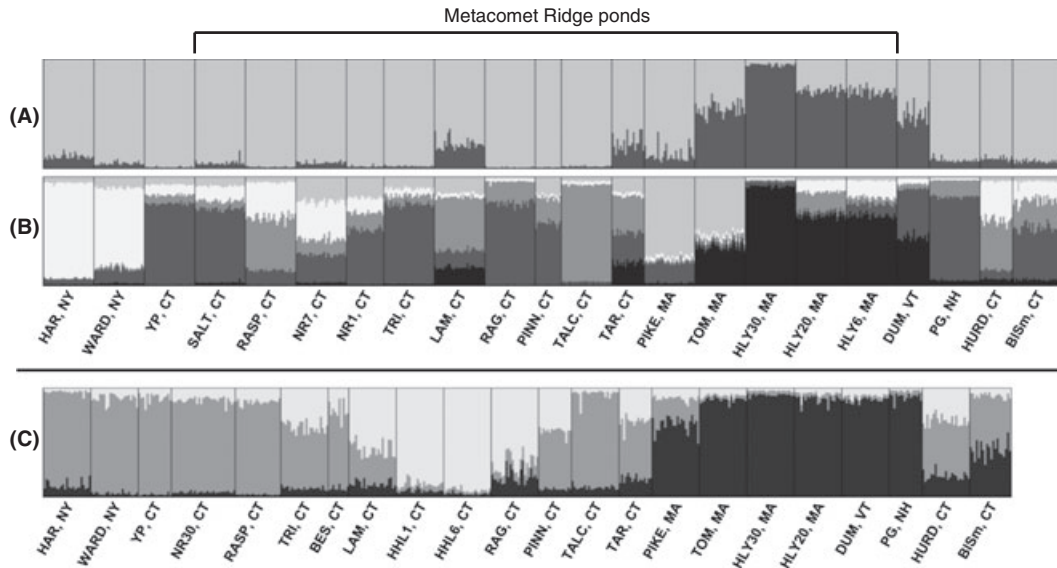 Metacomet Ridge ponds
(A)
(B)
HAR, NY
WARD, NY
YP, CT
SALT, CT
RASP, CT
NR7, CT
NR1, CT
TRI, CT
LAM, CT
RAG, CT
PINN, CT
TALC, CT
TAR, CT
PIKE, MA
TOM, MA
HLY30, MA
HLY20, MA
HLY6, MA
DUM, VT
PG, NH
HURD, CT
BISm, CT
(C)
HAR, NY
WARD, NY
YP, CT
NR30, CT
RASP, CT
TRI, CT
BES, CT
LAM, CT
HHL1, CT
HHL6, CT
RAG, CT
PINN, CT
TALC, CT
TAR, CT
PIKE, MA
TOM, MA
HLY30, MA
HLY20, MA
DUM, VT
PG, NH
HURD, CT
BISm, CT